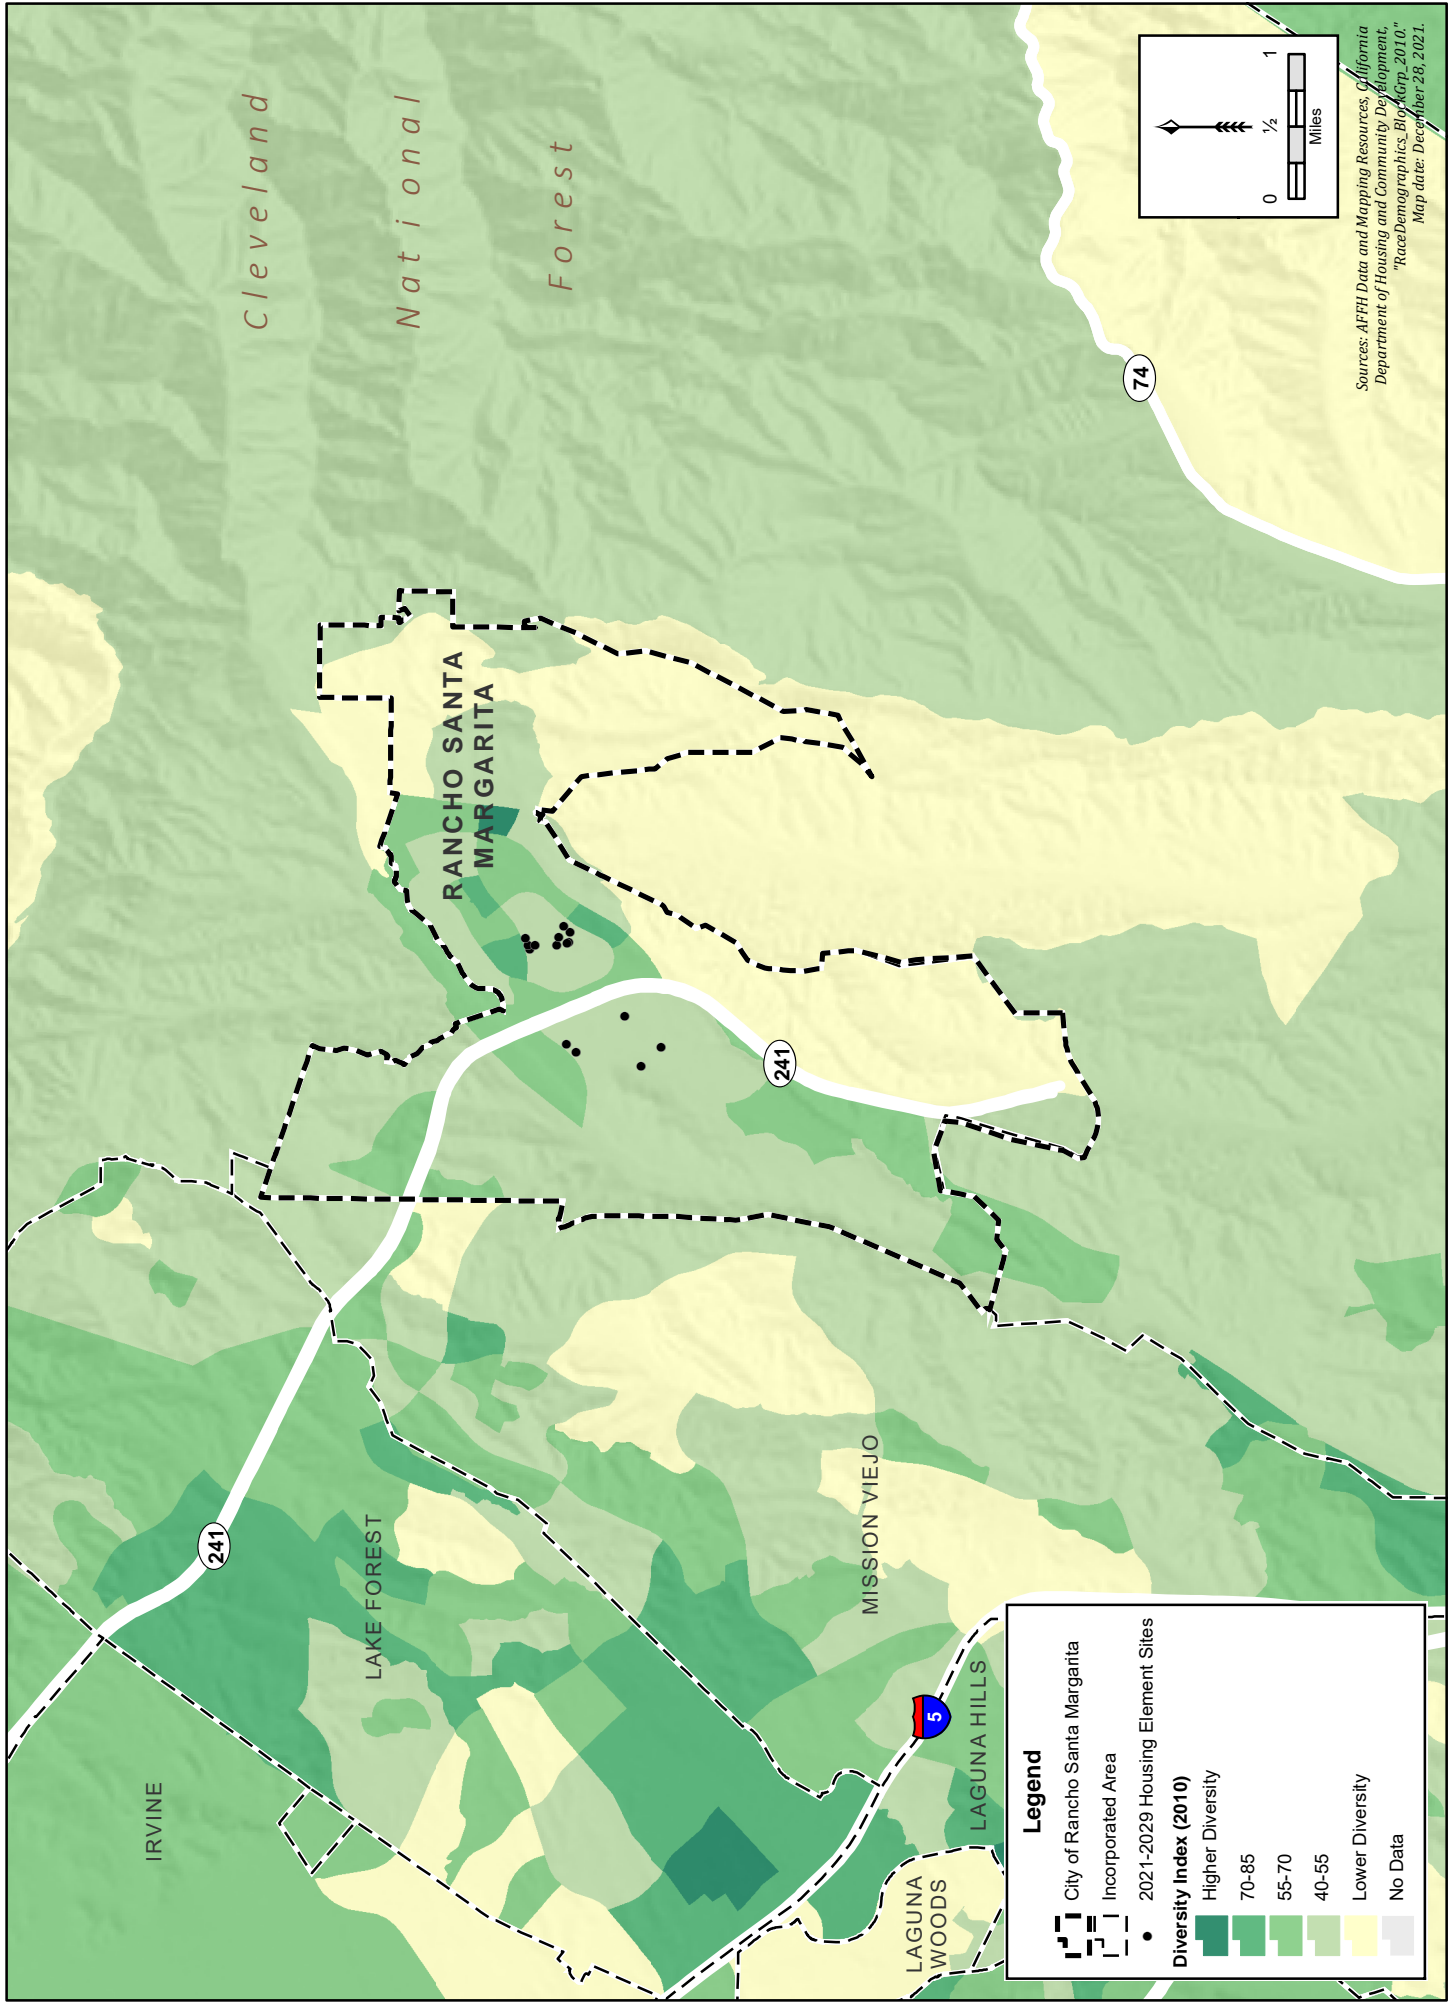 Cleveland
National
Forest
RANCHO SANTA
MARGARITA
IRVINE
LAKE FOREST
MISSION VIEJO
LAGUNA HILLS
LAGUNA
WOODS
241
241
74
5
0
½
1
Miles
Sources: AFFH Data and Mapping Resources, California
Department of Housing and Community Development,
"RaceDemographics_BlockGrp_2010."
Map date: December 28, 2021.
Legend
City of Rancho Santa Margarita
Incorporated Area
2021-2029 Housing Element Sites
Diversity Index (2010)
Higher Diversity
70-85
55-70
40-55
Lower Diversity
No Data